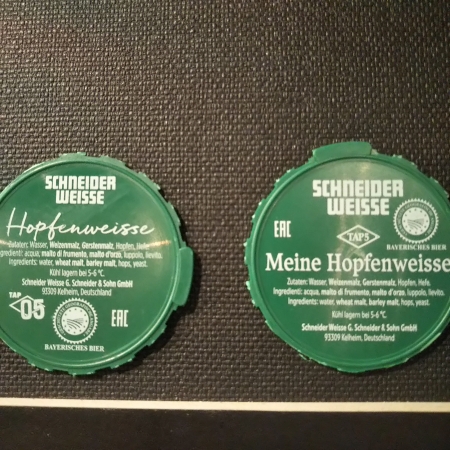 SCHNEIDER
WEISSE
Hopfenweisse
Zutaten: Wasser, Weizenmalz, Gerstenmalz, Hopfen, Hefe.
Ingredienti: acqua, malto di frumento, malto d'orzo, luppolo, lievito.
Ingredients: water, wheat malt, barley malt, hops, yeast.
Kühl lagern bei 5-6 °C.
Schneider Weisse G. Schneider & Sohn GmbH
93309 Kelheim, Deutschland
TAP
05
EAC
BAYERISCHES BIER
SCHNEIDER
WEISSE
EAC
TAP5
BAYERISCHES BIER
Meine Hopfenweisse
Zutaten: Wasser, Weizenmalz, Gerstenmalz, Hopfen, Hefe.
Ingredienti: acqua, malto di frumento, malto d'orzo, luppolo, lievito.
Ingredients: water, wheat malt, barley malt, hops, yeast.
Kühl lagern bei 5-6 °C.
Schneider Weisse G. Schneider & Sohn GmbH
93309 Kelheim, Deutschland